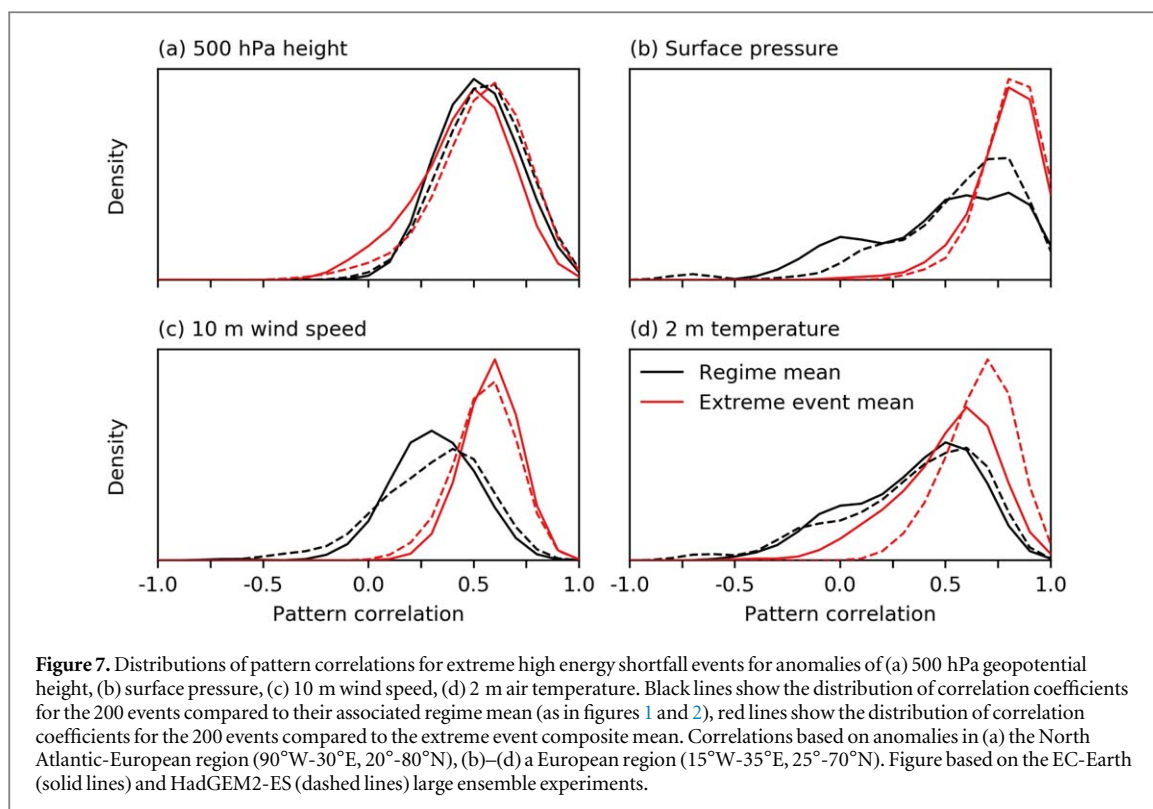 (a) 500 hPa height
(b) Surface pressure
Density
(c) 10 m wind speed
(d) 2 m temperature
Regime mean
Extreme event mean
Density
-1.0 -0.5 0.0 0.5 1.0
-1.0 -0.5 0.0 0.5 1.0
Pattern correlation
Pattern correlation
Figure 7. Distributions of pattern correlations for extreme high energy shortfall events for anomalies of (a) 500 hPa geopotential
height, (b) surface pressure, (c) 10 m wind speed, (d) 2 m air temperature. Black lines show the distribution of correlation coefficients
for the 200 events compared to their associated regime mean (as in figures 1 and 2), red lines show the distribution of correlation
coefficients for the 200 events compared to the extreme event composite mean. Correlations based on anomalies in (a) the North
Atlantic-European region (90°W-30°E, 20°-80°N), (b)–(d) a European region (15°W-35°E, 25°-70°N). Figure based on the EC-Earth
(solid lines) and HadGEM2-ES (dashed lines) large ensemble experiments.